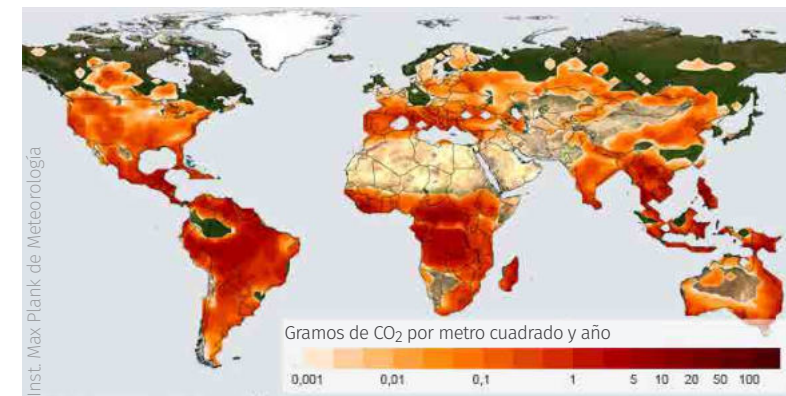 Inst. Max Plank de Meteorología
Gramos de CO2 por metro cuadrado y año
0,001 0,01 0,1 1 5 10 20 50 100